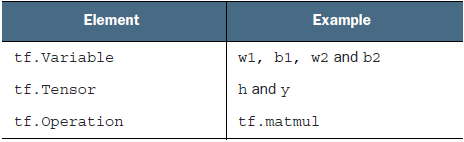 Element Example
tf.Variable w1, b1, w2 and b2
tf.Tensor h and y
tf.Operation tf.matmul